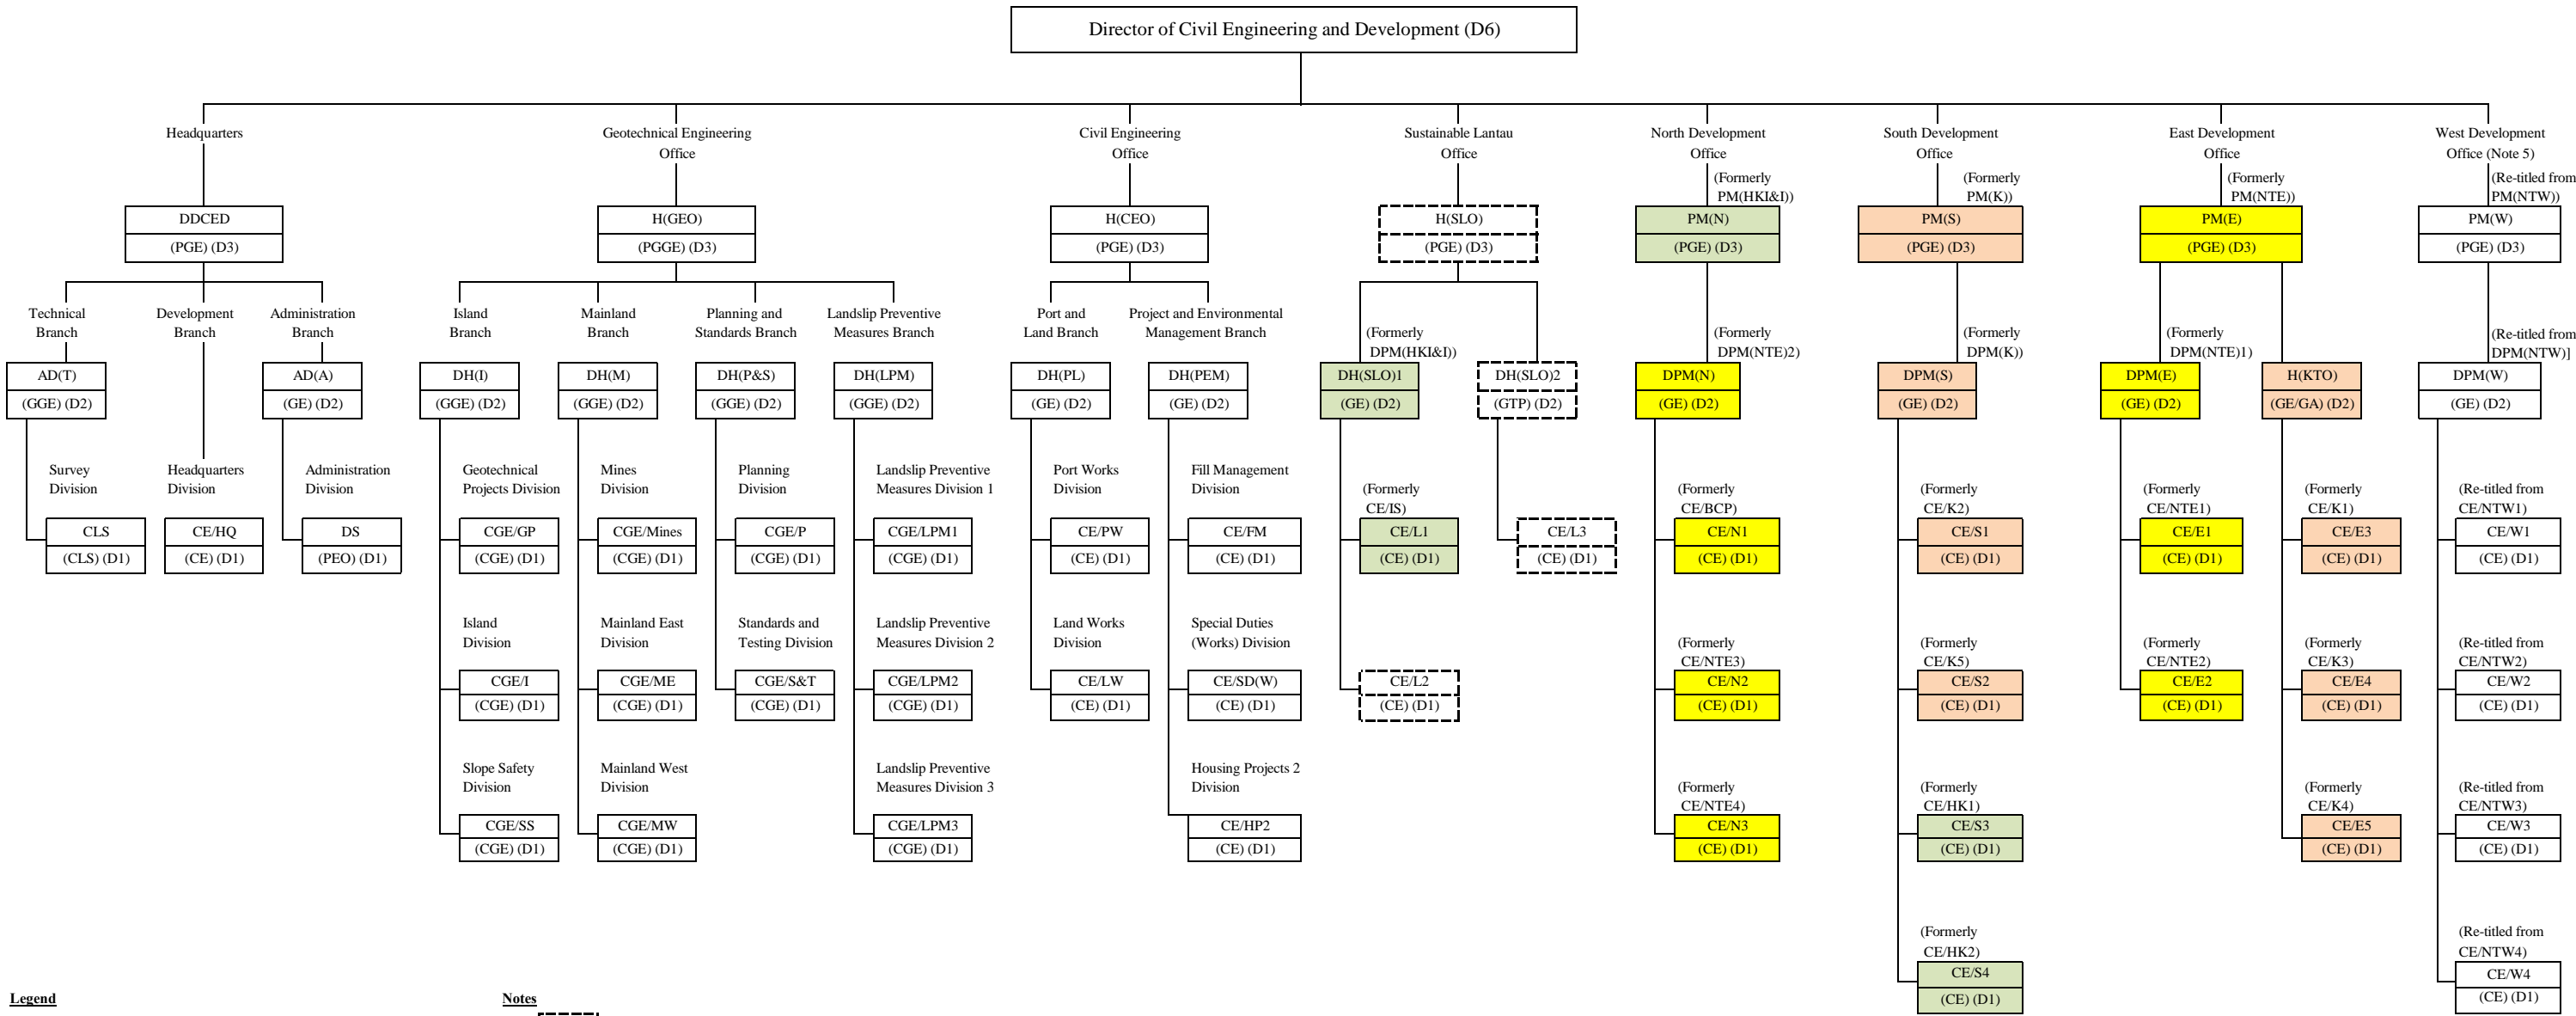 Director of Civil Engineering and Development (D6)
Headquarters
Geotechnical Engineering
Office
Civil Engineering
Office
Sustainable Lantau
Office
North Development
Office
South Development
Office
East Development
Office
West Development
Office (Note 5)
(Formerly
PM(HKI&I))
(Formerly
PM(K))
(Formerly
PM(NTE))
(Re-titled from
PM(NTW))
DDCED
(PGE) (D3)
H(GEO)
(PGGE) (D3)
H(CEO)
(PGE) (D3)
H(SLO)
(PGE) (D3)
PM(N)
(PGE) (D3)
PM(S)
(PGE) (D3)
PM(E)
(PGE) (D3)
PM(W)
(PGE) (D3)
Technical
Branch
Development
Branch
Administration
Branch
Island
Branch
Mainland
Branch
Planning and
Standards Branch
Landslip Preventive
Measures Branch
Port and
Land Branch
Project and Environmental
Management Branch
(Formerly
DPM(HKI&I))
(Formerly
DPM(NTE)2)
(Formerly
DPM(K))
(Formerly
DPM(NTE)1)
(Re-titled from
DPM(NTW)]
AD(T)
(GGE) (D2)
AD(A)
(GE) (D2)
DH(I)
(GGE) (D2)
DH(M)
(GGE) (D2)
DH(P&S)
(GGE) (D2)
DH(LPM)
(GGE) (D2)
DH(PL)
(GE) (D2)
DH(PEM)
(GE) (D2)
DH(SLO)1
(GE) (D2)
DH(SLO)2
(GTP) (D2)
DPM(N)
(GE) (D2)
DPM(S)
(GE) (D2)
DPM(E)
(GE) (D2)
H(KTO)
(GE/GA) (D2)
DPM(W)
(GE) (D2)
Survey
Division
Headquarters
Division
Administration
Division
Geotechnical
Projects Division
Mines
Division
Planning
Division
Landslip Preventive
Measures Division 1
Port Works
Division
Fill Management
Division
(Formerly
CE/IS)
(Formerly
CE/BCP)
(Formerly
CE/K2)
(Formerly
CE/NTE1)
(Formerly
CE/K1)
(Re-titled from
CE/NTW1)
CLS
(CLS) (D1)
CE/HQ
(CE) (D1)
DS
(PEO) (D1)
CGE/GP
(CGE) (D1)
CGE/Mines
(CGE) (D1)
CGE/P
(CGE) (D1)
CGE/LPM1
(CGE) (D1)
CE/PW
(CE) (D1)
CE/FM
(CE) (D1)
CE/L1
(CE) (D1)
CE/L3
(CE) (D1)
CE/N1
(CE) (D1)
CE/S1
(CE) (D1)
CE/E1
(CE) (D1)
CE/E3
(CE) (D1)
CE/W1
(CE) (D1)
Island
Division
Mainland East
Division
Standards and
Testing Division
Landslip Preventive
Measures Division 2
Land Works
Division
Special Duties
(Works) Division
(Formerly
CE/NTE3)
(Formerly
CE/K5)
(Formerly
CE/NTE2)
(Formerly
CE/K3)
(Re-titled from
CE/NTW2)
CGE/I
(CGE) (D1)
CGE/ME
(CGE) (D1)
CGE/S&T
(CGE) (D1)
CGE/LPM2
(CGE) (D1)
CE/LW
(CE) (D1)
CE/SD(W)
(CE) (D1)
CE/L2
(CE) (D1)
CE/N2
(CE) (D1)
CE/S2
(CE) (D1)
CE/E2
(CE) (D1)
CE/E4
(CE) (D1)
CE/W2
(CE) (D1)
Slope Safety
Division
Mainland West
Division
Landslip Preventive
Measures Division 3
Housing Projects 2
Division
(Formerly
CE/NTE4)
(Formerly
CE/HK1)
(Formerly
CE/K4)
(Re-titled from
CE/NTW3)
CGE/SS
(CGE) (D1)
CGE/MW
(CGE) (D1)
CGE/LPM3
(CGE) (D1)
CE/HP2
(CE) (D1)
CE/N3
(CE) (D1)
CE/S3
(CE) (D1)
CE/E5
(CE) (D1)
CE/W3
(CE) (D1)
(Formerly
CE/HK2)
(Re-titled from
CE/NTW4)
CE/S4
(CE) (D1)
CE/W4
(CE) (D1)
Legend
Notes